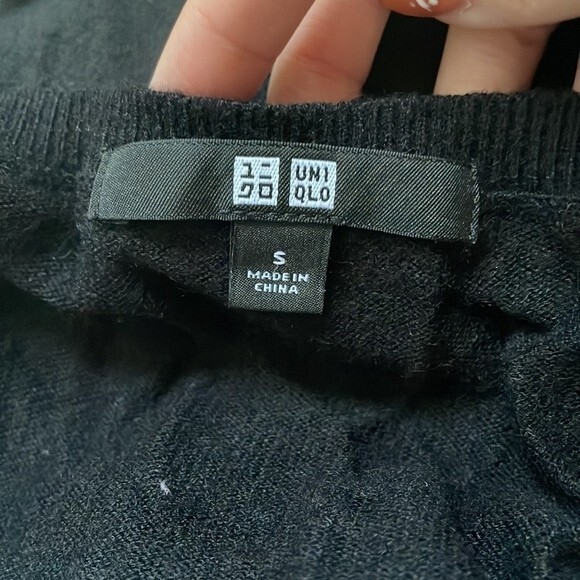 ユニ UNI
クロ QLO
S
MADE IN
CHINA